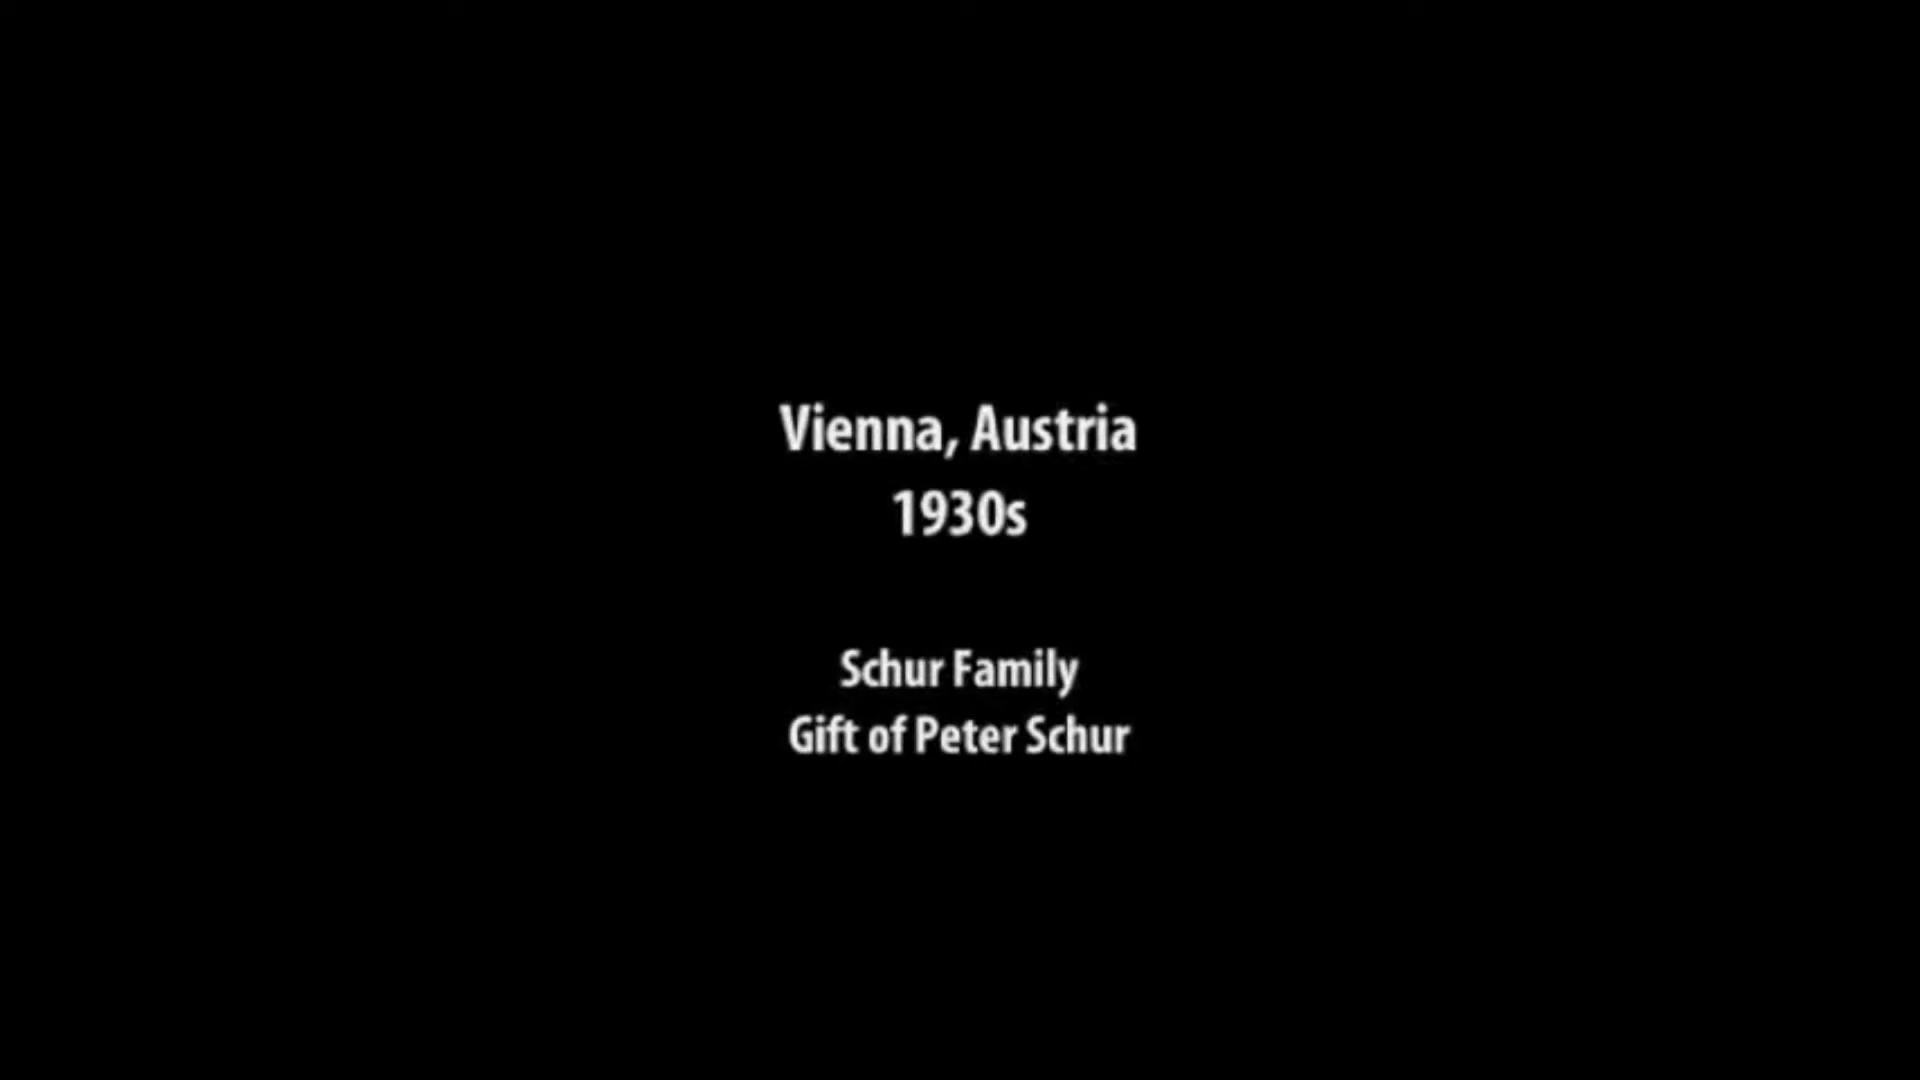 Vienna, Austria
1930s
Schur Family
Gift of Peter Schur